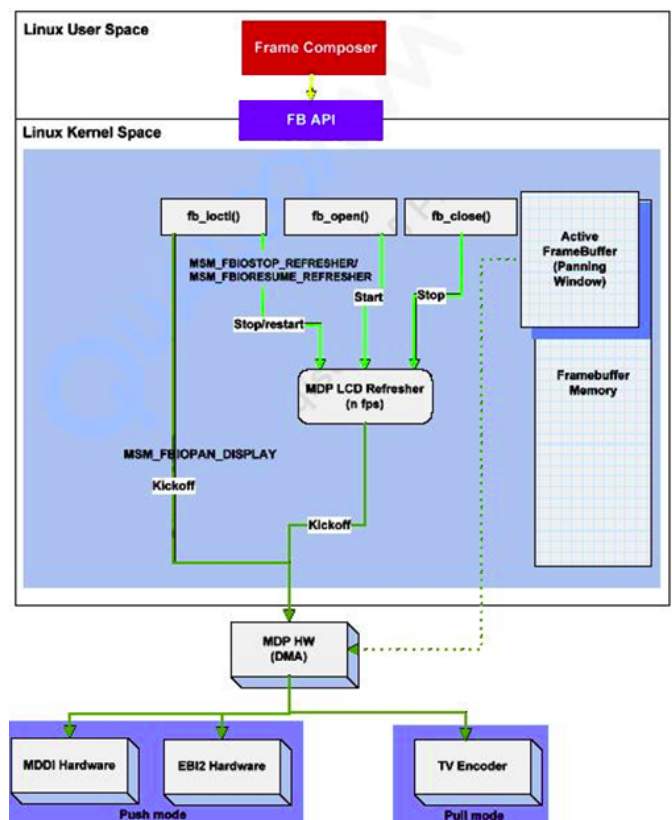 Linux User Space
Frame Composer
FB API
Linux Kernel Space
fb_ioctl()
fb_open()
fb_close()
Active
FrameBuffer
(Panning
Window)
MSM_FBIOSTOP_REFRESHER/
MSM_FBIORESUME_REFRESHER
Start
Stop
Stop/restart
MDP LCD Refresher
(n fps)
Framebuffer
Memory
MSM_FBIOPAN_DISPLAY
Kickoff
Kickoff
MDP HW
(DMA)
MDDI Hardware
EBI2 Hardware
TV Encoder
Push mode
Pull mode